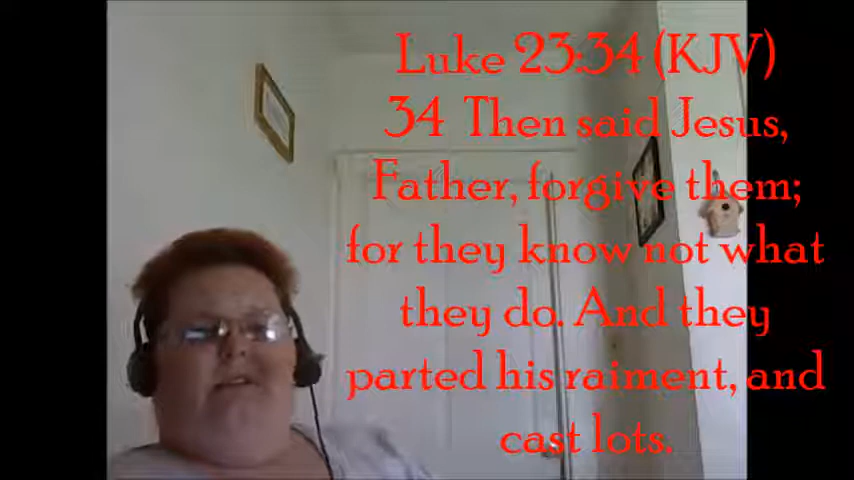 Luke 23:34 (KJV)
34 Then said Jesus,
Father, forgive them;
for they know not what
they do. And they
parted his raiment, and
cast lots.